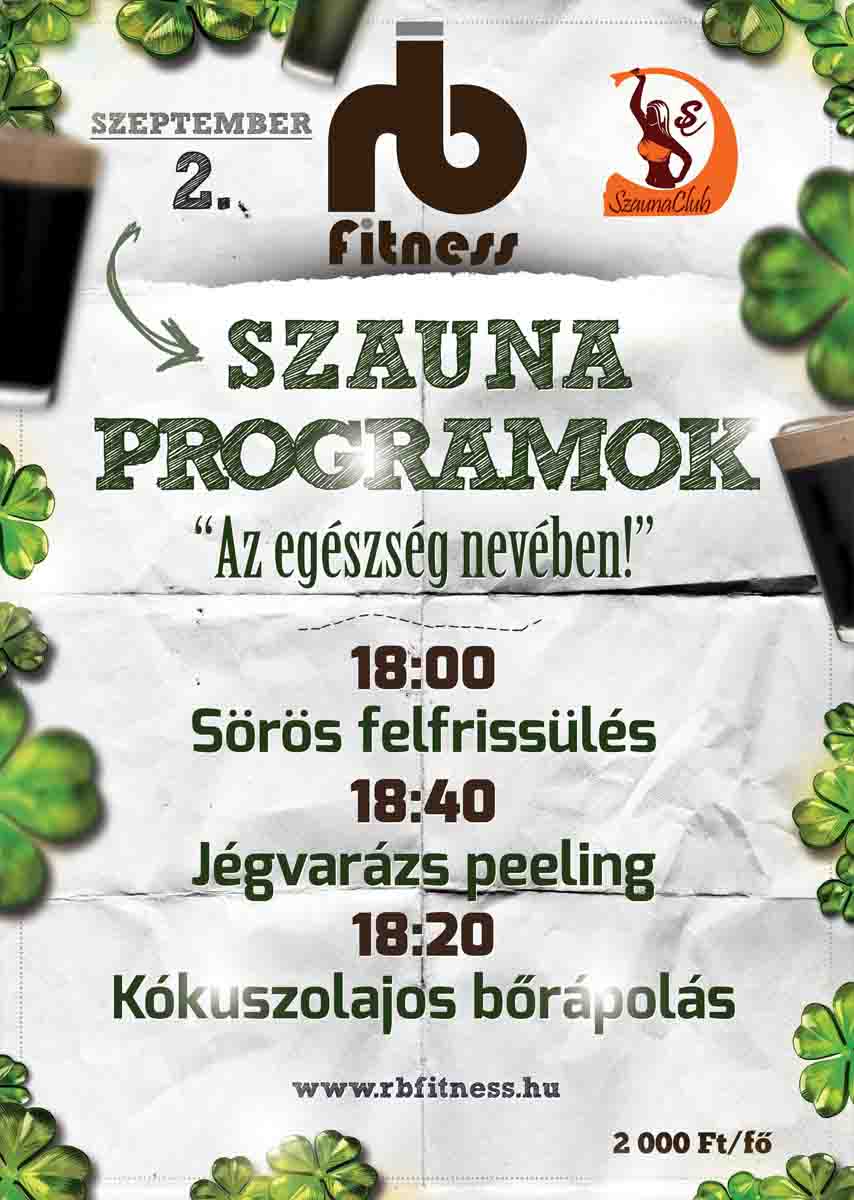 SZEPTEMBER
2.
rb
Fitness
SC
SzaunaClub
SZAUNA
PROGRAMOK
“Az egészség nevében!”
18:00
Sörös felfrissülés
18:40
Jégvarázs peeling
18:20
Kókuszolajos bőrápolás
www.rbfitness.hu
2 000 Ft/fő